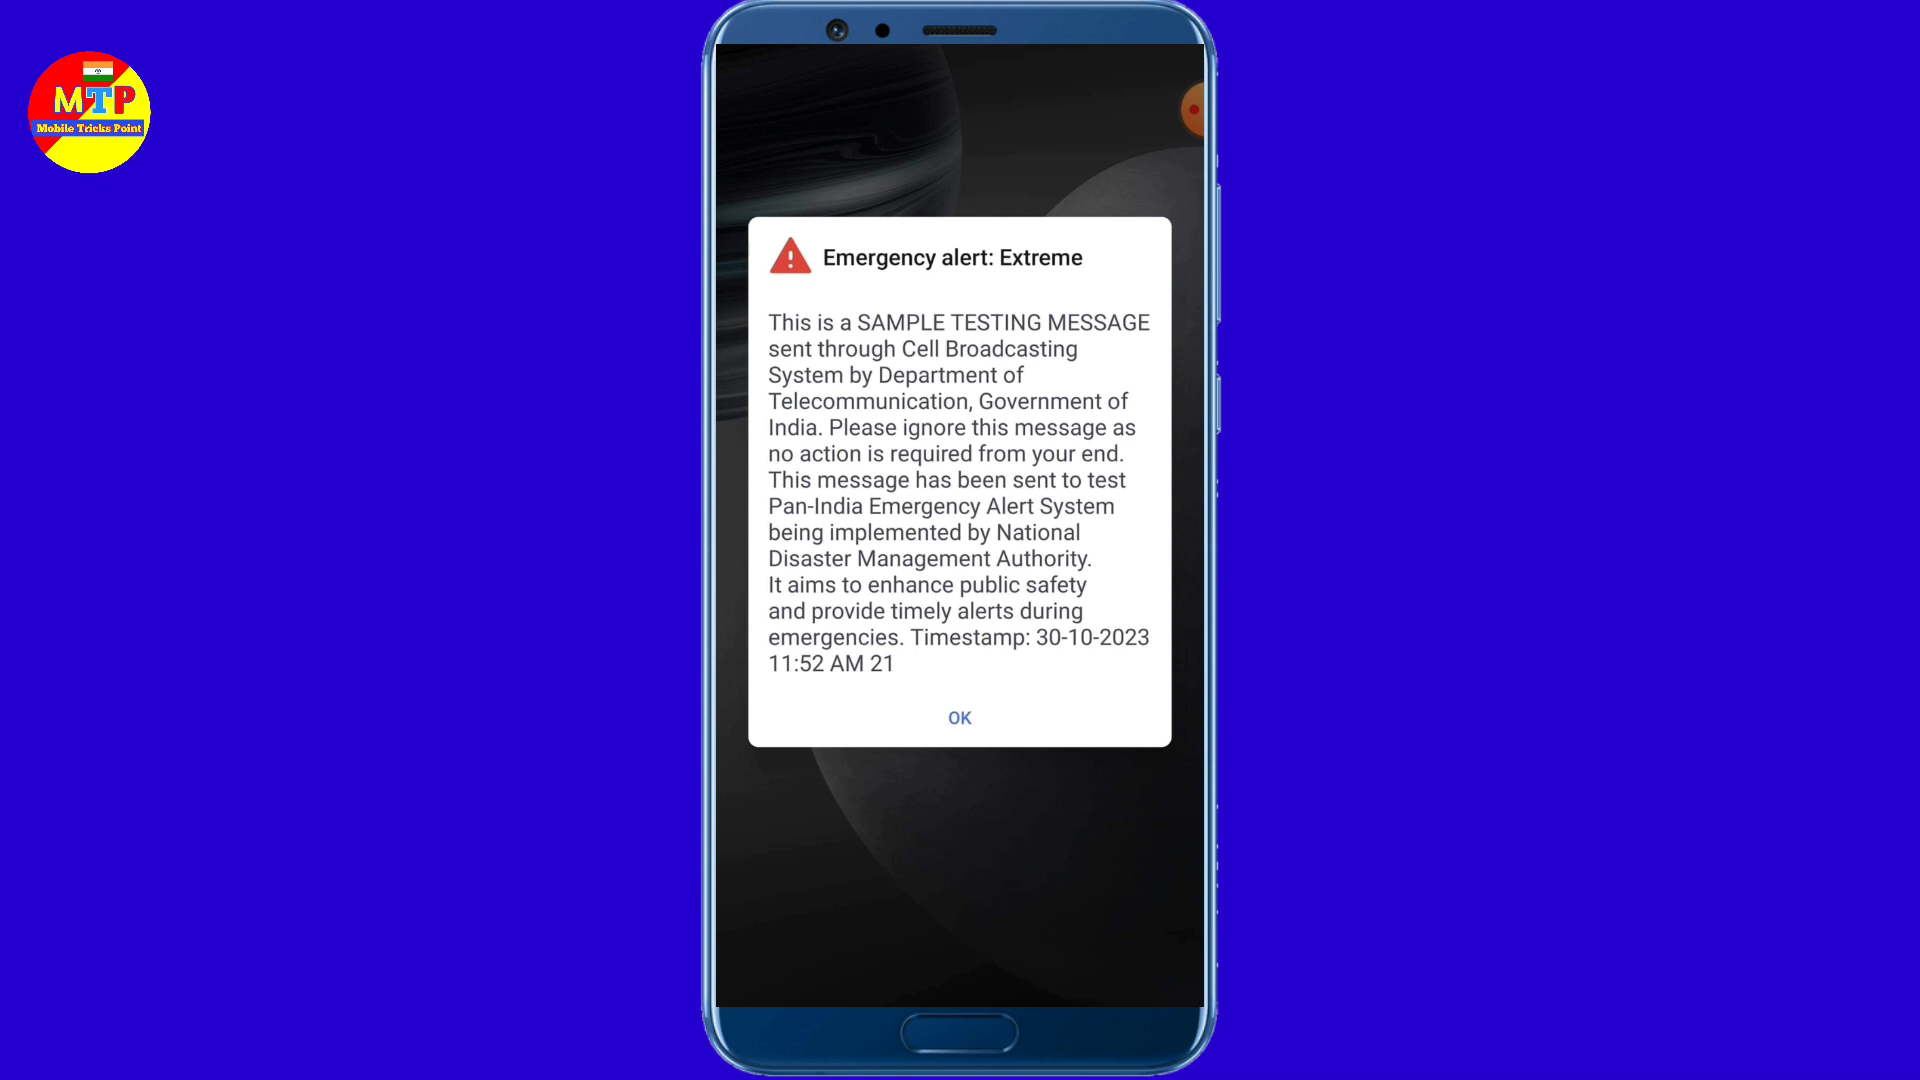 MTP
Mobile Tricks Point
Emergency alert: Extreme
This is a SAMPLE TESTING MESSAGE
sent through Cell Broadcasting
System by Department of
Telecommunication, Government of
India. Please ignore this message as
no action is required from your end.
This message has been sent to test
Pan-India Emergency Alert System
being implemented by National
Disaster Management Authority.
It aims to enhance public safety
and provide timely alerts during
emergencies. Timestamp: 30-10-2023
11:52 AM 21
OK